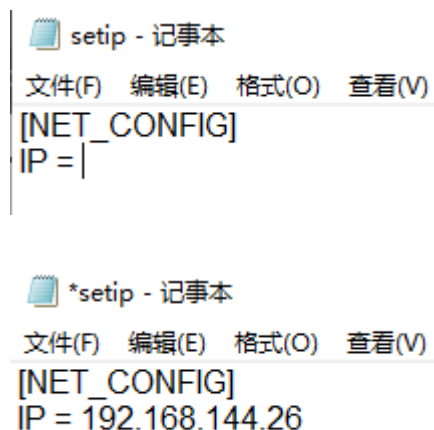 setip - 记事本
文件(F) 编辑(E) 格式(O) 查看(V)
[NET_CONFIG]
IP =
*setip - 记事本
文件(F) 编辑(E) 格式(O) 查看(V)
[NET_CONFIG]
IP = 192.168.144.26